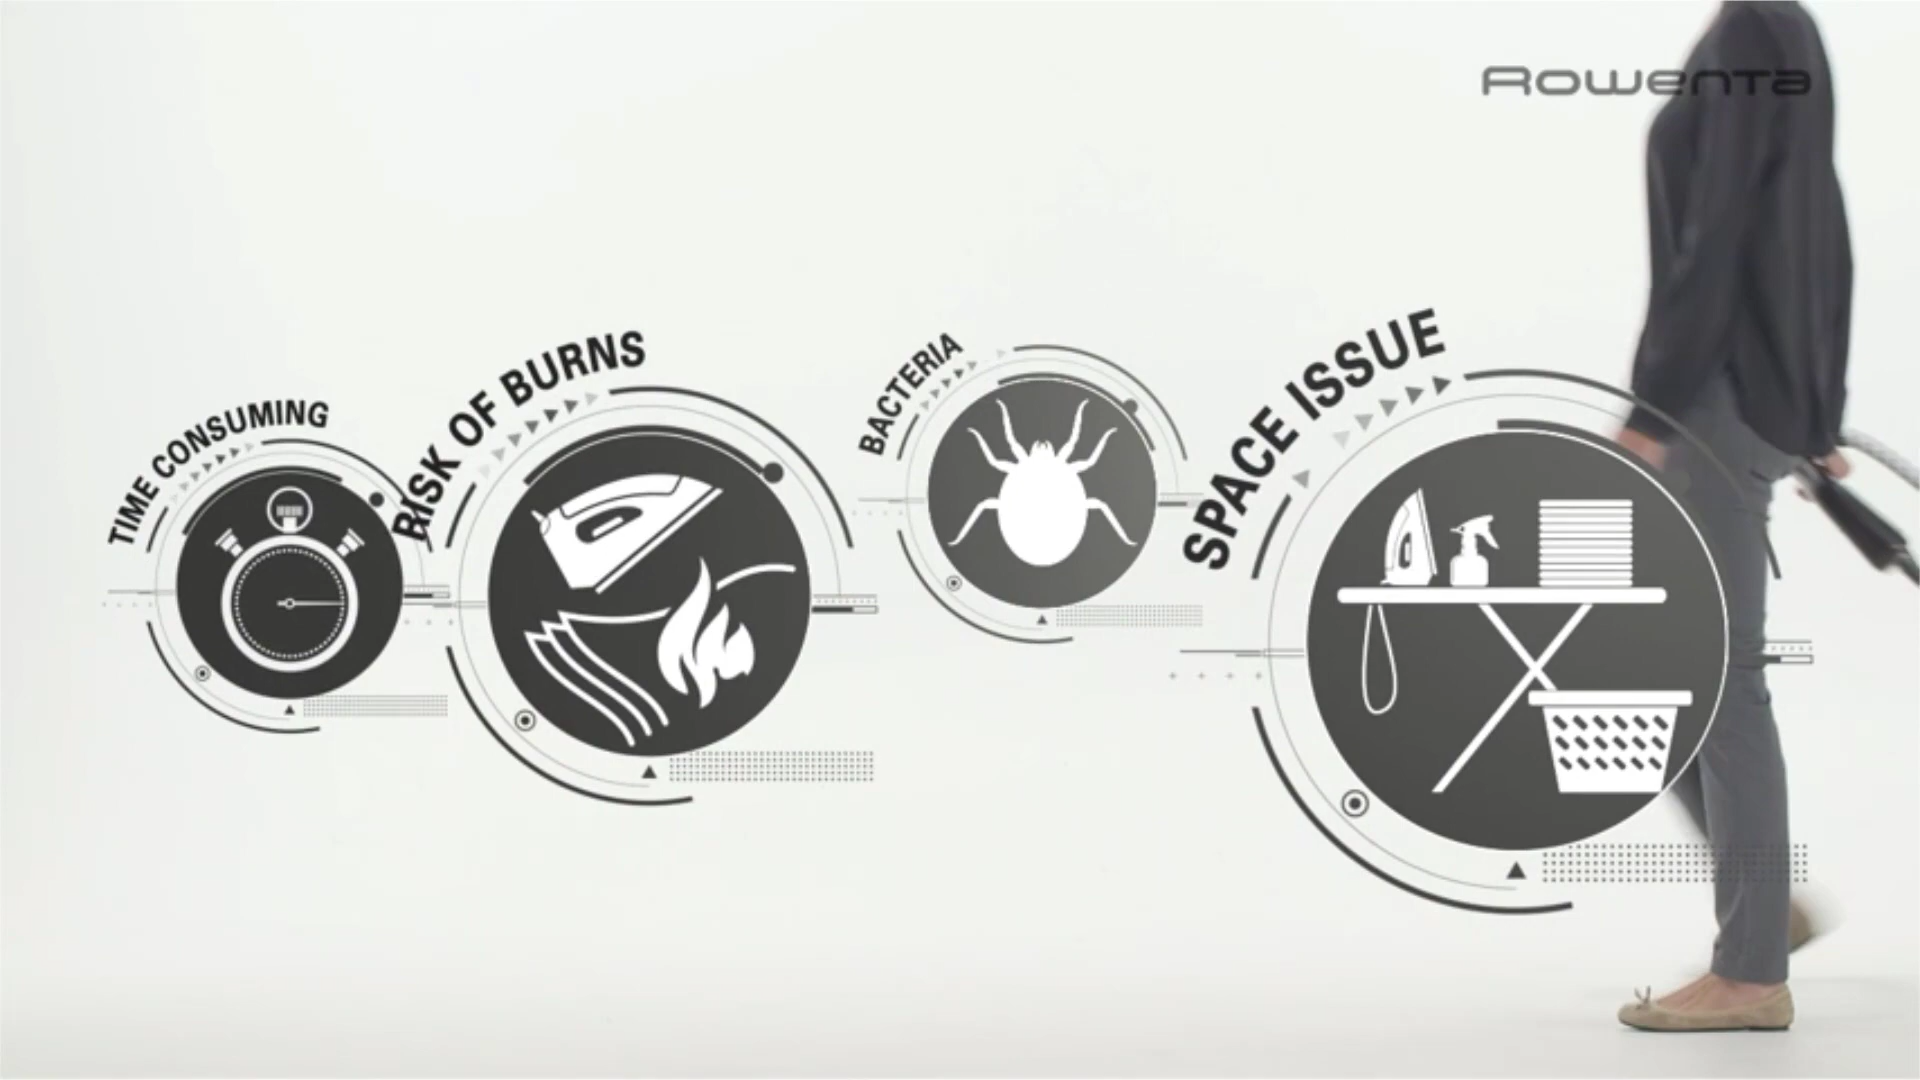 Rowenta
TIME CONSUMING
RISK OF BURNS
BACTERIA
SPACE ISSUE